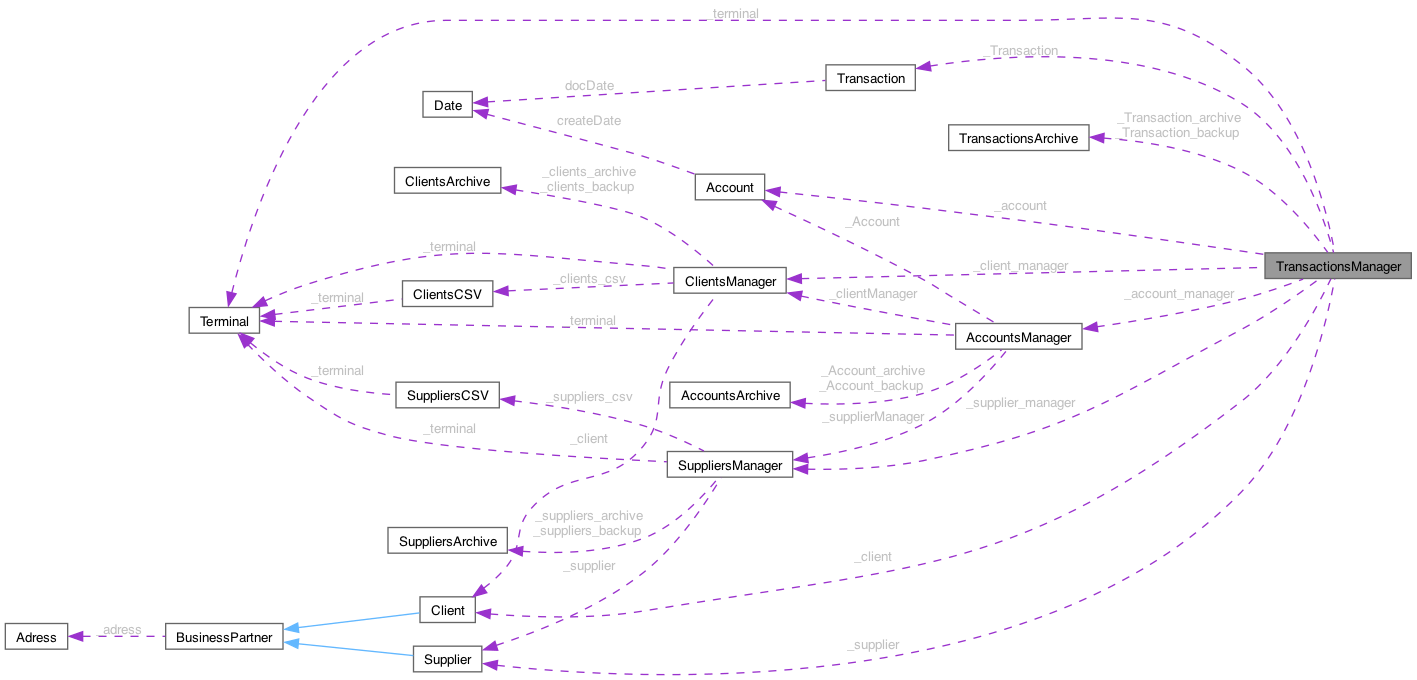 _terminal
_Transaction
Transaction
docDate
Date
createDate
_Transaction_archive
_Transaction_backup
TransactionsArchive
_clients_archive
_clients_backup
ClientsArchive
Account
_account
_Account
_terminal
_client_manager
TransactionsManager
ClientsManager
_clients_csv
ClientsCSV
_terminal
_clientManager
_account_manager
Terminal
_terminal
AccountsManager
_terminal
_Account_archive
_Account_backup
SuppliersCSV
AccountsArchive
_suppliers_csv
_supplier_manager
_supplierManager
_terminal
_client
SuppliersManager
_suppliers_archive
_suppliers_backup
SuppliersArchive
_client
_supplier
Client
adress
Adress
BusinessPartner
_supplier
Supplier